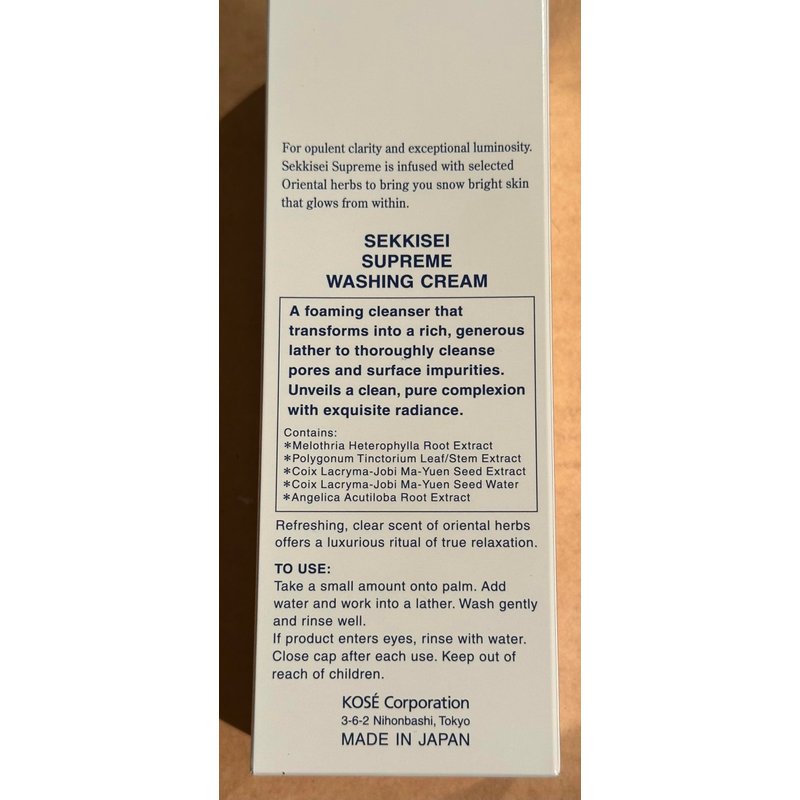 For opulent clarity and exceptional luminosity.
Sekkisei Supreme is infused with selected
Oriental herbs to bring you snow bright skin
that glows from within.
SEKKISEI
SUPREME
WASHING CREAM
A foaming cleanser that
transforms into a rich, generous
lather to thoroughly cleanse
pores and surface impurities.
Unveils a clean, pure complexion
with exquisite radiance.
Contains:
*Melothria Heterophylla Root Extract
*Polygonum Tinctorium Leaf/Stem Extract
*Coix Lacryma-Jobi Ma-Yuen Seed Extract
*Coix Lacryma-Jobi Ma-Yuen Seed Water
*Angelica Acutiloba Root Extract
Refreshing, clear scent of oriental herbs
offers a luxurious ritual of true relaxation.
TO USE:
Take a small amount onto palm. Add
water and work into a lather. Wash gently
and rinse well.
If product enters eyes, rinse with water.
Close cap after each use. Keep out of
reach of children.
KOSÉ Corporation
3-6-2 Nihonbashi, Tokyo
MADE IN JAPAN